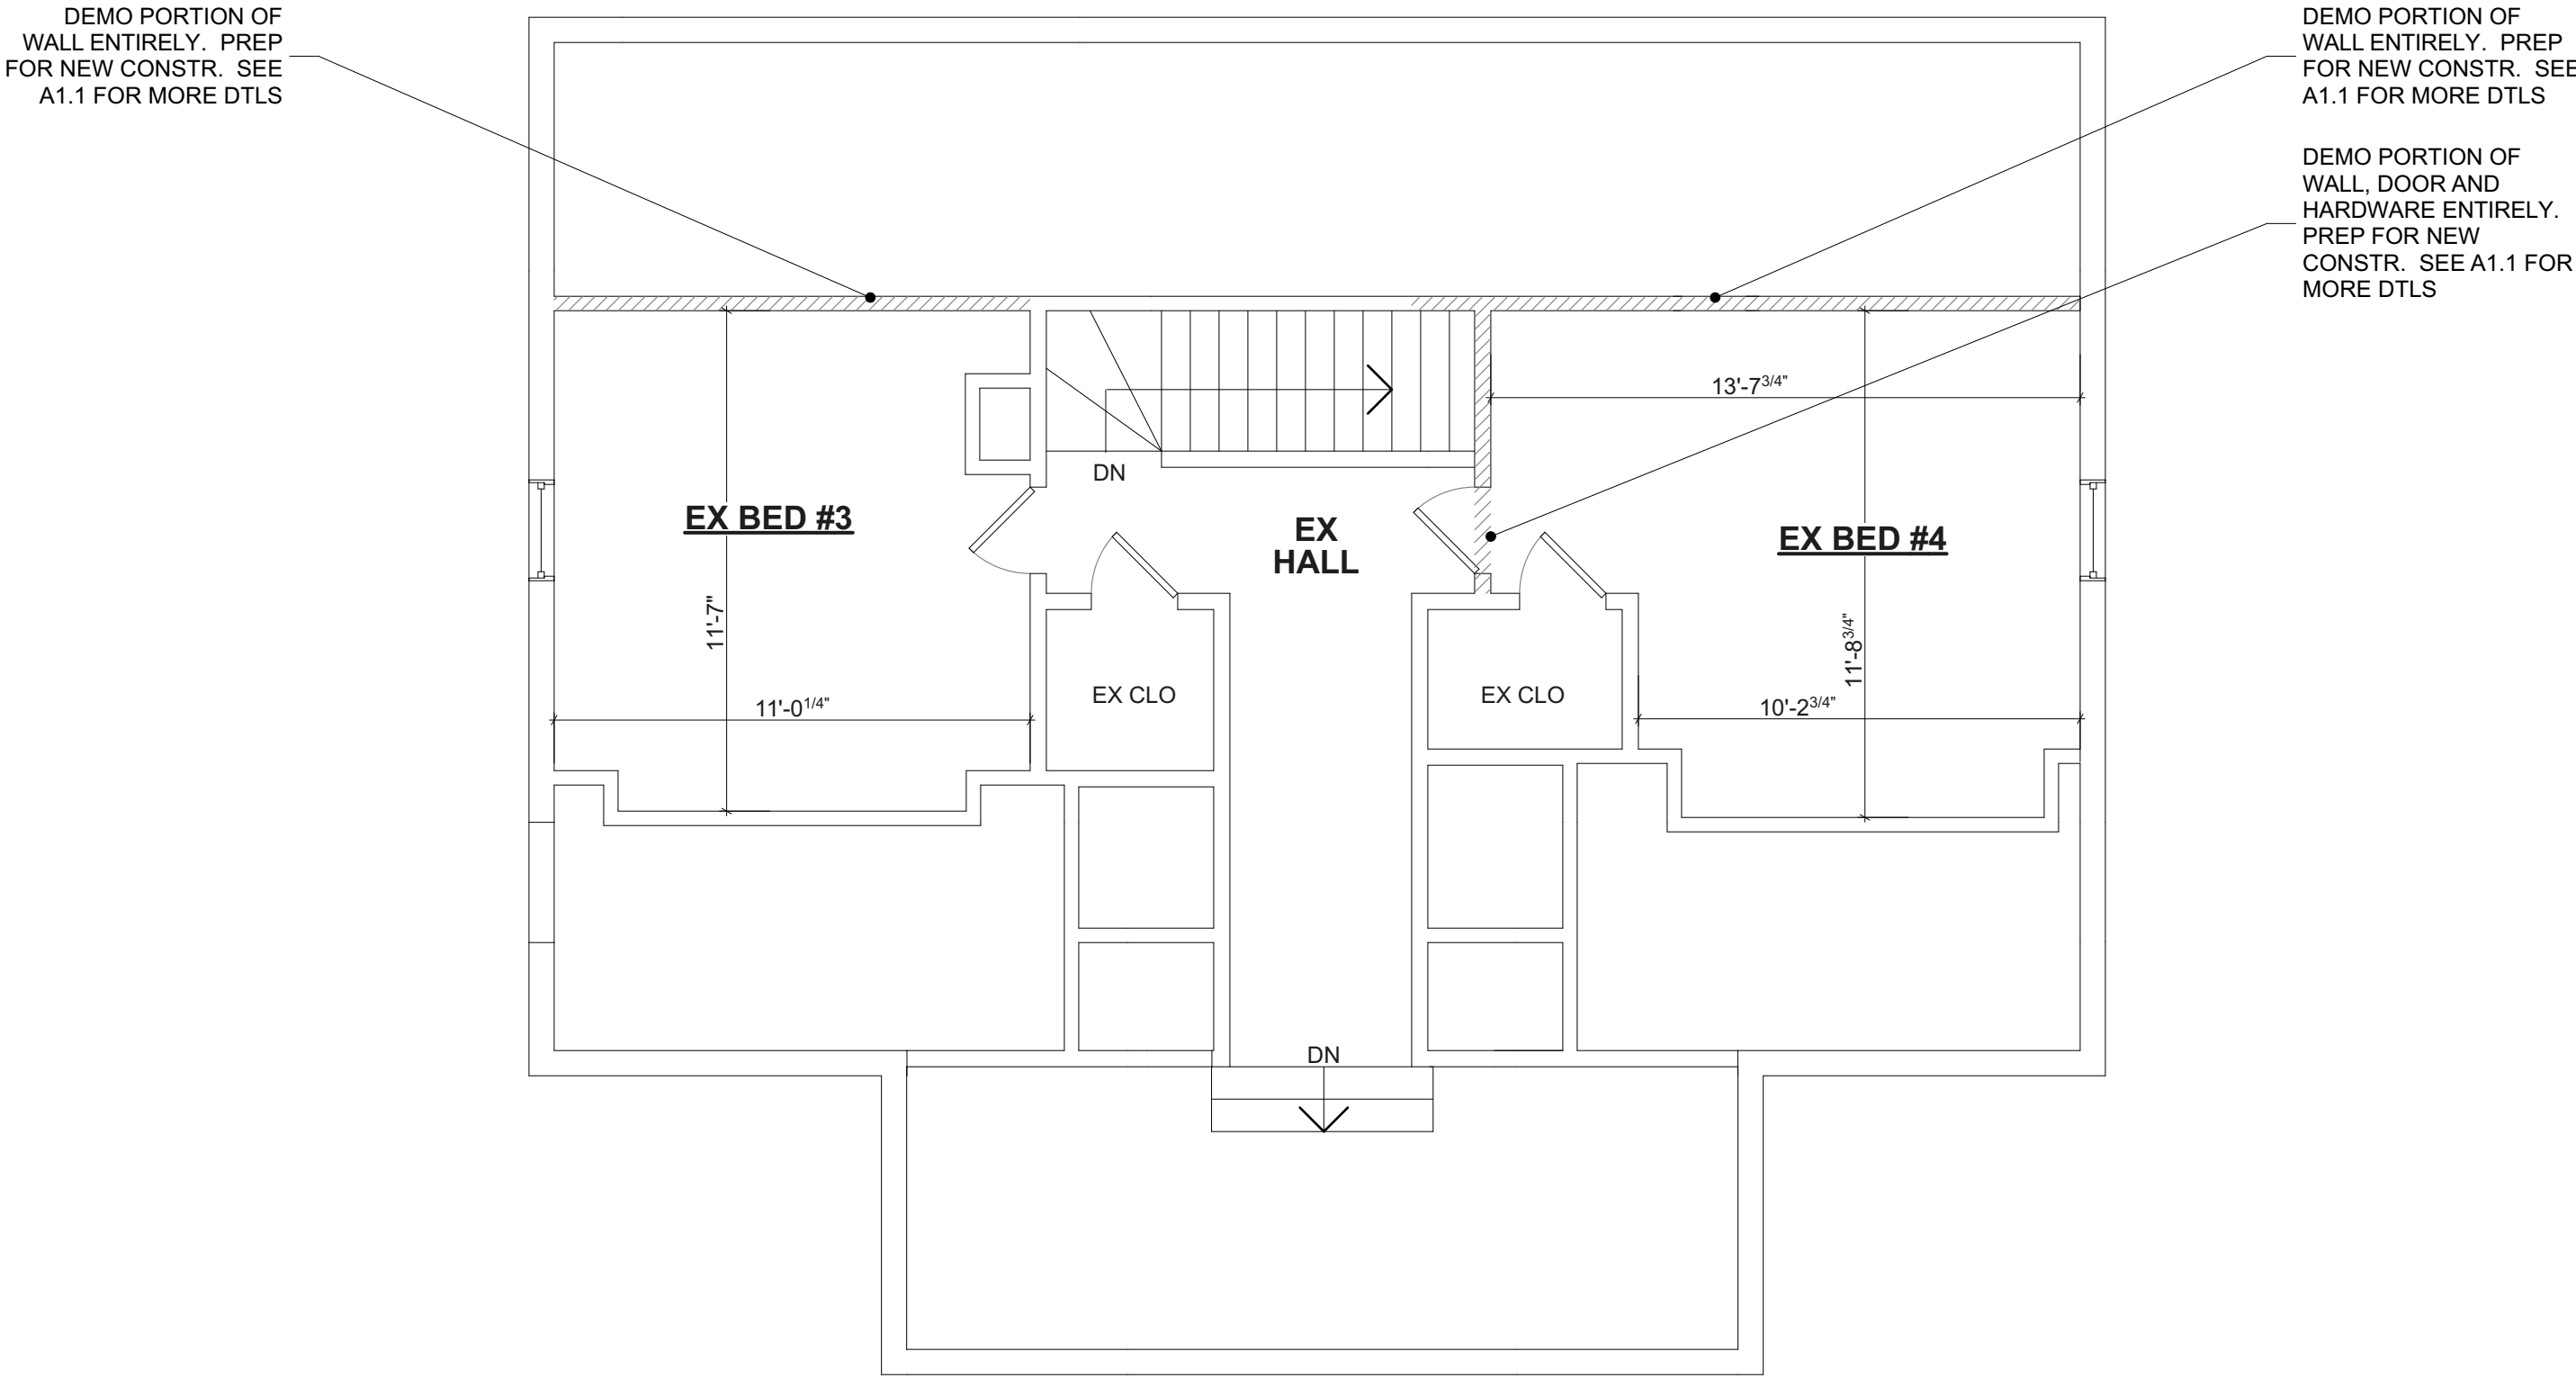 DEMO PORTION OF
WALL ENTIRELY.  PREP
FOR NEW CONSTR.  SEE
A1.1 FOR MORE DTLS
DEMO PORTION OF
WALL ENTIRELY.  PREP
FOR NEW CONSTR.  SEE
A1.1 FOR MORE DTLS
DEMO PORTION OF
WALL, DOOR AND
HARDWARE ENTIRELY.
PREP FOR NEW
CONSTR.  SEE A1.1 FOR
MORE DTLS
13'-7 3/4"
DN
EX BED #3
EX
HALL
EX BED #4
11'-7"
11'-8 3/4"
EX CLO
EX CLO
11'-0 1/4"
10'-2 3/4"
DN